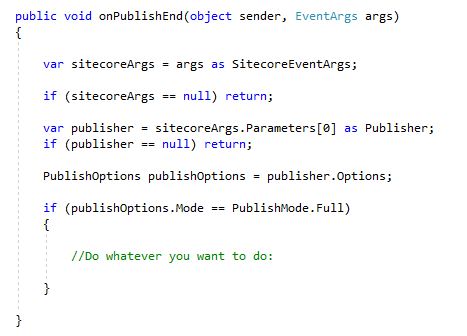 public void onPublishEnd(object sender, EventArgs args)
{
var sitecoreArgs = args as SitecoreEventArgs;
if (sitecoreArgs == null) return;
var publisher = sitecoreArgs.Parameters[0] as Publisher;
if (publisher == null) return;
PublishOptions publishOptions = publisher.Options;
if (publishOptions.Mode == PublishMode.Full)
{
//Do whatever you want to do:
}
}